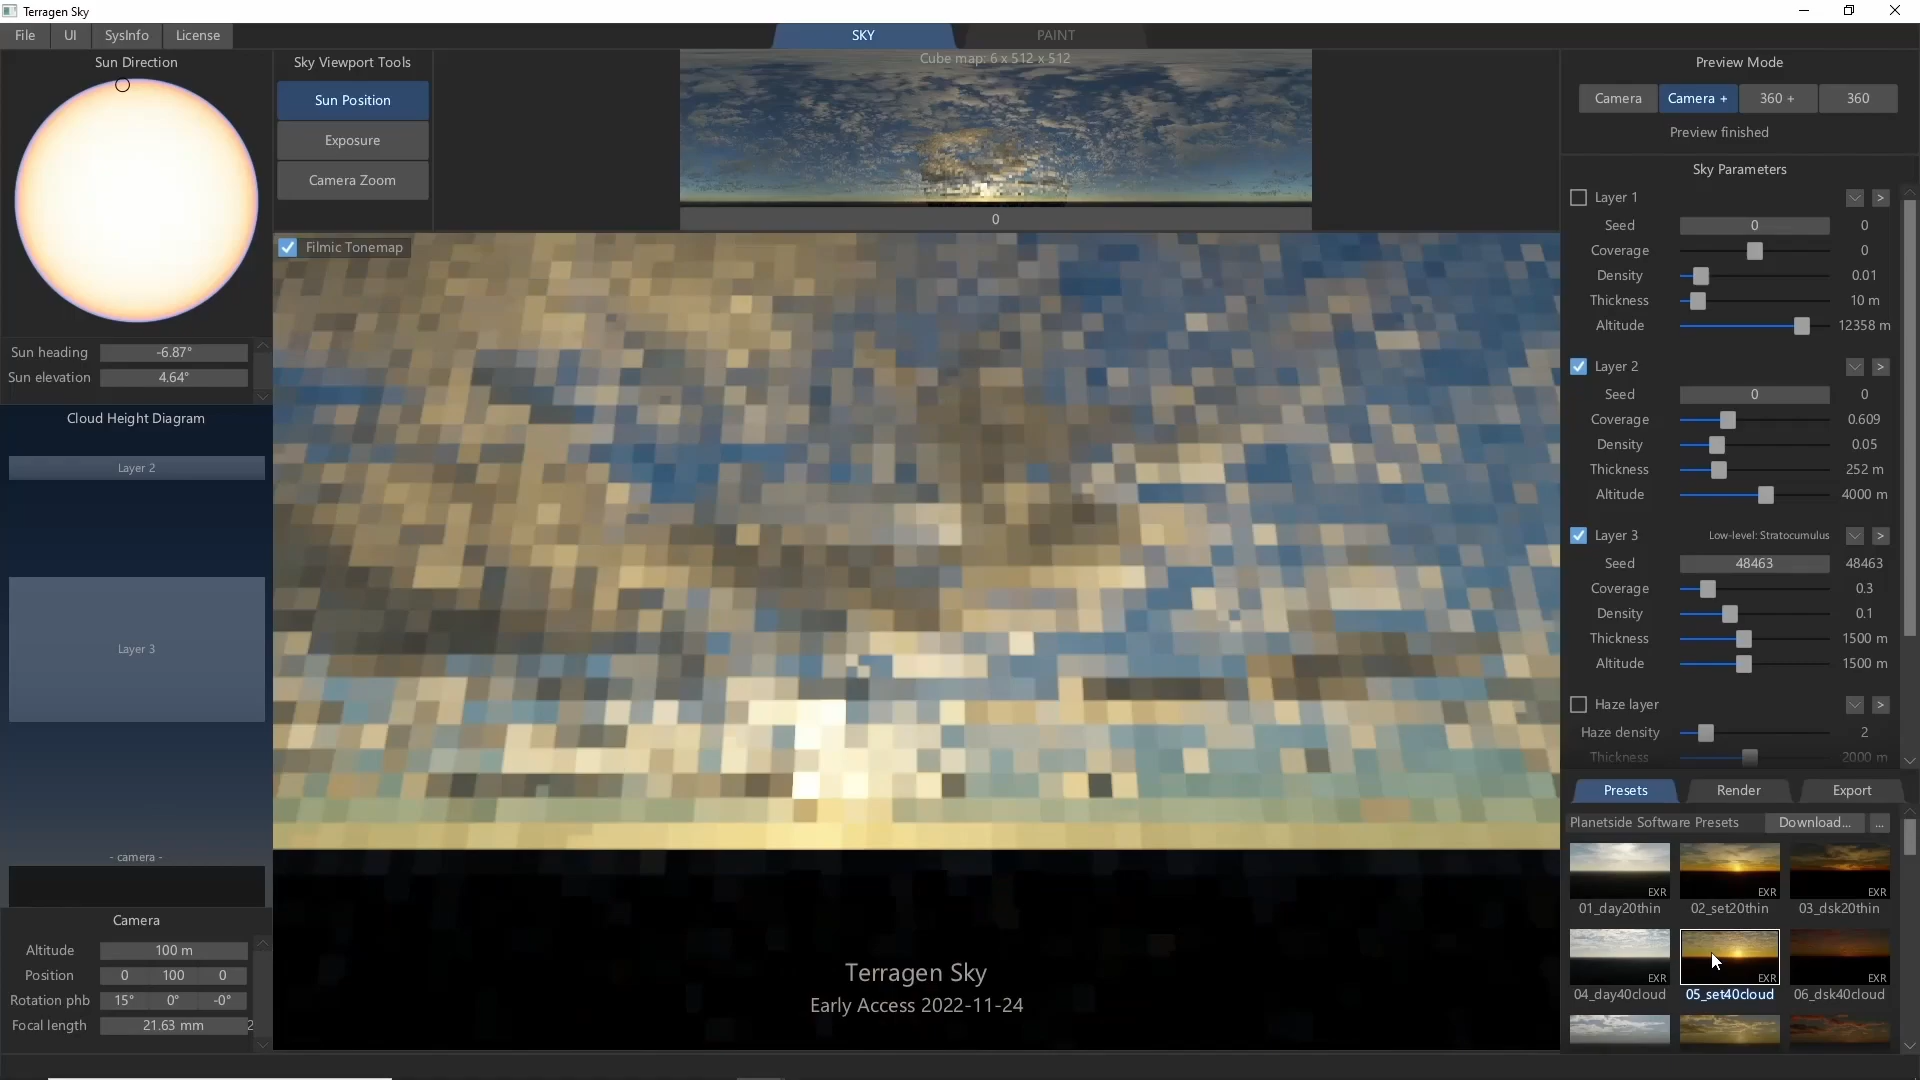 Terragen Sky
File UI SysInfo License
SKY PAINT
Sun Direction
Sun heading -6.87°
Sun elevation 4.64°
Cloud Height Diagram
Layer 2
Layer 3
- camera -
Camera
Altitude 100 m
Position 0 100 0
Rotation phb 15° 0° -0°
Focal length 21.63 mm 2
Sky Viewport Tools
Sun Position
Exposure
Camera Zoom
Cube map: 6 x 512 x 512
0
Filmic Tonemap
Terragen Sky
Early Access 2022-11-24
Preview Mode
Camera Camera + 360 + 360
Preview finished
Sky Parameters
Layer 1 >
Seed 0 0
Coverage 0
Density 0.01
Thickness 10 m
Altitude 12358 m
Layer 2 >
Seed 0 0
Coverage 0.609
Density 0.05
Thickness 252 m
Altitude 4000 m
Layer 3 Low-level: Stratocumulus >
Seed 48463 48463
Coverage 0.3
Density 0.1
Thickness 1500 m
Altitude 1500 m
Haze layer >
Haze density 2
Thickness 2000 m
Presets Render Export
Planetside Software Presets Download... ...
EXR EXR EXR
01_day20thin 02_set20thin 03_dsk20thin
EXR EXR EXR
04_day40cloud 05_set40cloud 06_dsk40cloud